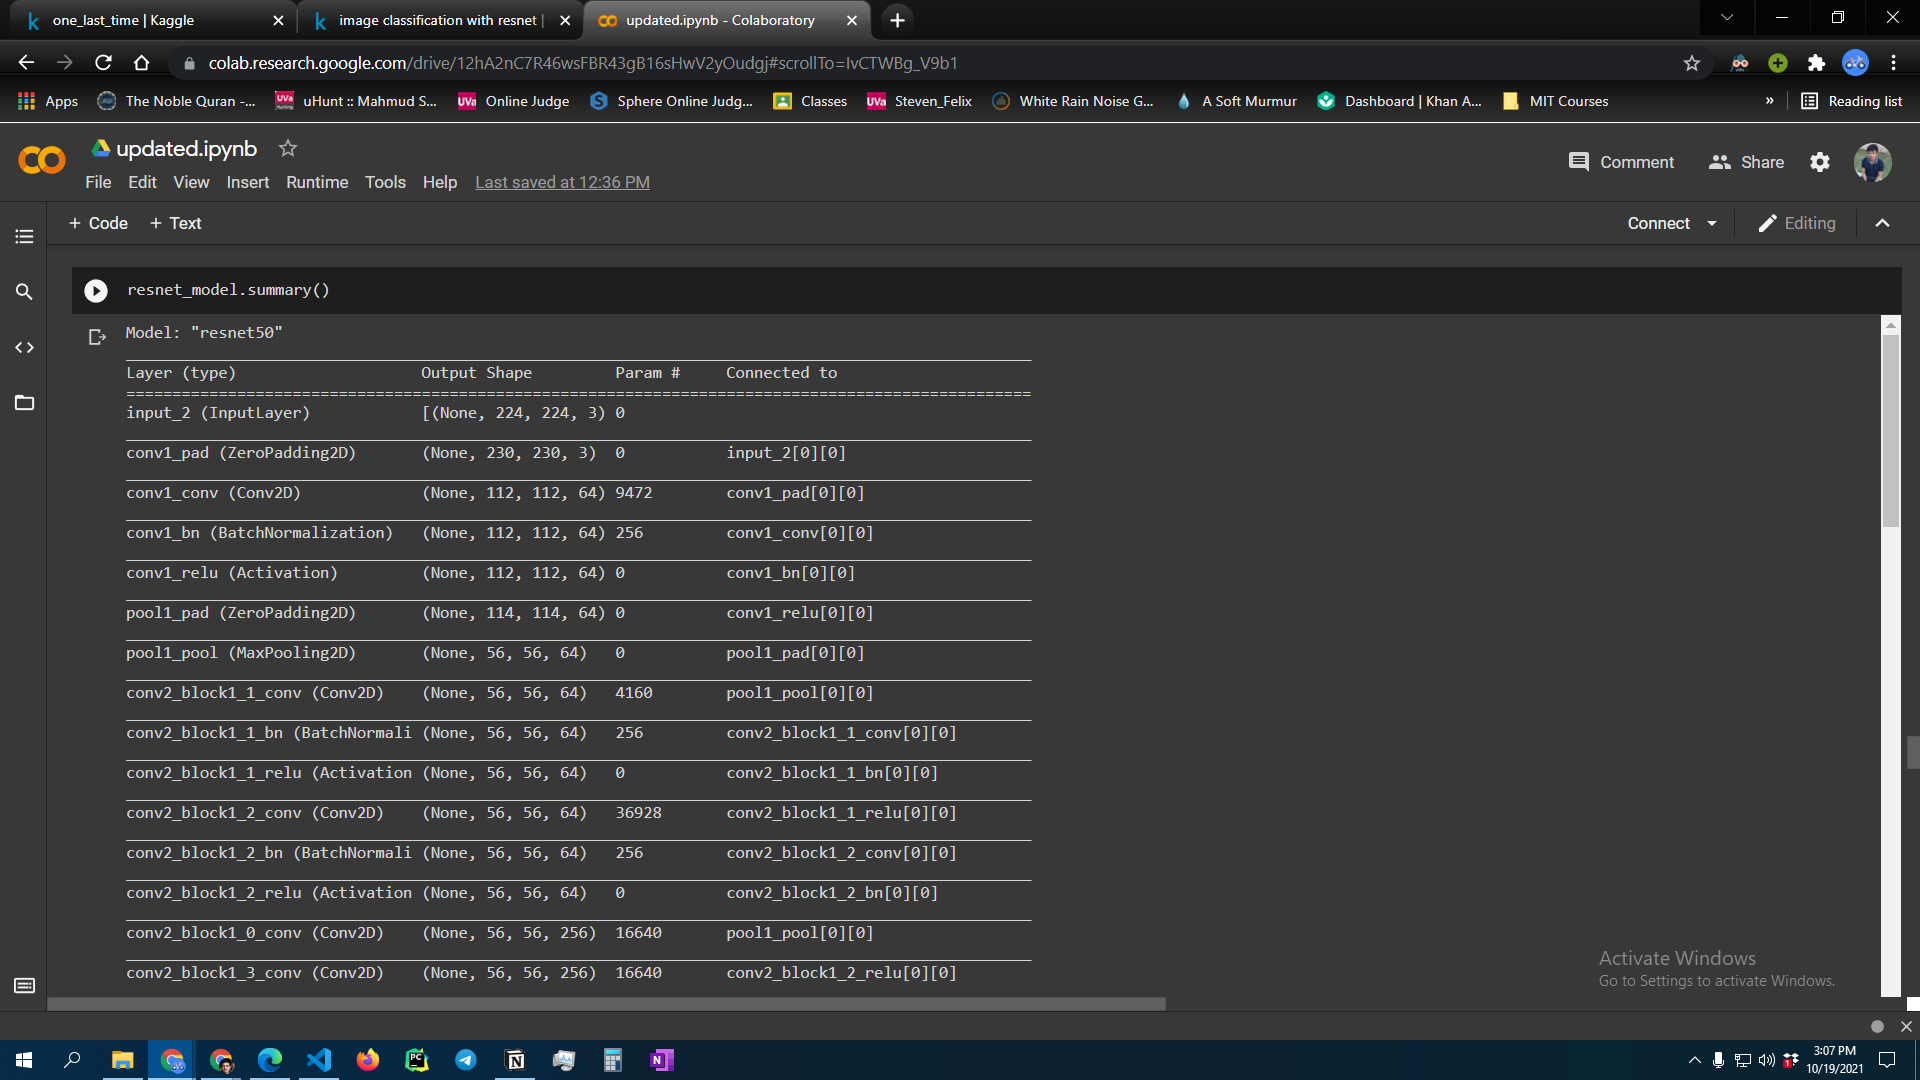 one_last_time | Kaggle
image classification with resnet |
updated.ipynb - Colaboratory
colab.research.google.com/drive/12hA2nC7R46wsFBR43gB16sHwV2yOudgj#scrollTo=IvCTWBg_V9b1
Apps
The Noble Quran -...
uHunt :: Mahmud S...
Online Judge
Sphere Online Judg...
Classes
Steven_Felix
White Rain Noise G...
A Soft Murmur
Dashboard | Khan A...
MIT Courses
»
Reading list
updated.ipynb
Comment
Share
File Edit View Insert Runtime Tools Help Last saved at 12:36 PM
+ Code + Text
Connect
Editing
resnet_model.summary()
Model: "resnet50"
Layer (type) Output Shape Param # Connected to
==================================================================================================
input_2 (InputLayer) [(None, 224, 224, 3) 0
conv1_pad (ZeroPadding2D) (None, 230, 230, 3) 0 input_2[0][0]
conv1_conv (Conv2D) (None, 112, 112, 64) 9472 conv1_pad[0][0]
conv1_bn (BatchNormalization) (None, 112, 112, 64) 256 conv1_conv[0][0]
conv1_relu (Activation) (None, 112, 112, 64) 0 conv1_bn[0][0]
pool1_pad (ZeroPadding2D) (None, 114, 114, 64) 0 conv1_relu[0][0]
pool1_pool (MaxPooling2D) (None, 56, 56, 64) 0 pool1_pad[0][0]
conv2_block1_1_conv (Conv2D) (None, 56, 56, 64) 4160 pool1_pool[0][0]
conv2_block1_1_bn (BatchNormali (None, 56, 56, 64) 256 conv2_block1_1_conv[0][0]
conv2_block1_1_relu (Activation (None, 56, 56, 64) 0 conv2_block1_1_bn[0][0]
conv2_block1_2_conv (Conv2D) (None, 56, 56, 64) 36928 conv2_block1_1_relu[0][0]
conv2_block1_2_bn (BatchNormali (None, 56, 56, 64) 256 conv2_block1_2_conv[0][0]
conv2_block1_2_relu (Activation (None, 56, 56, 64) 0 conv2_block1_2_bn[0][0]
conv2_block1_0_conv (Conv2D) (None, 56, 56, 256) 16640 pool1_pool[0][0]
conv2_block1_3_conv (Conv2D) (None, 56, 56, 256) 16640 conv2_block1_2_relu[0][0]
Activate Windows
Go to Settings to activate Windows.
3:07 PM
10/19/2021